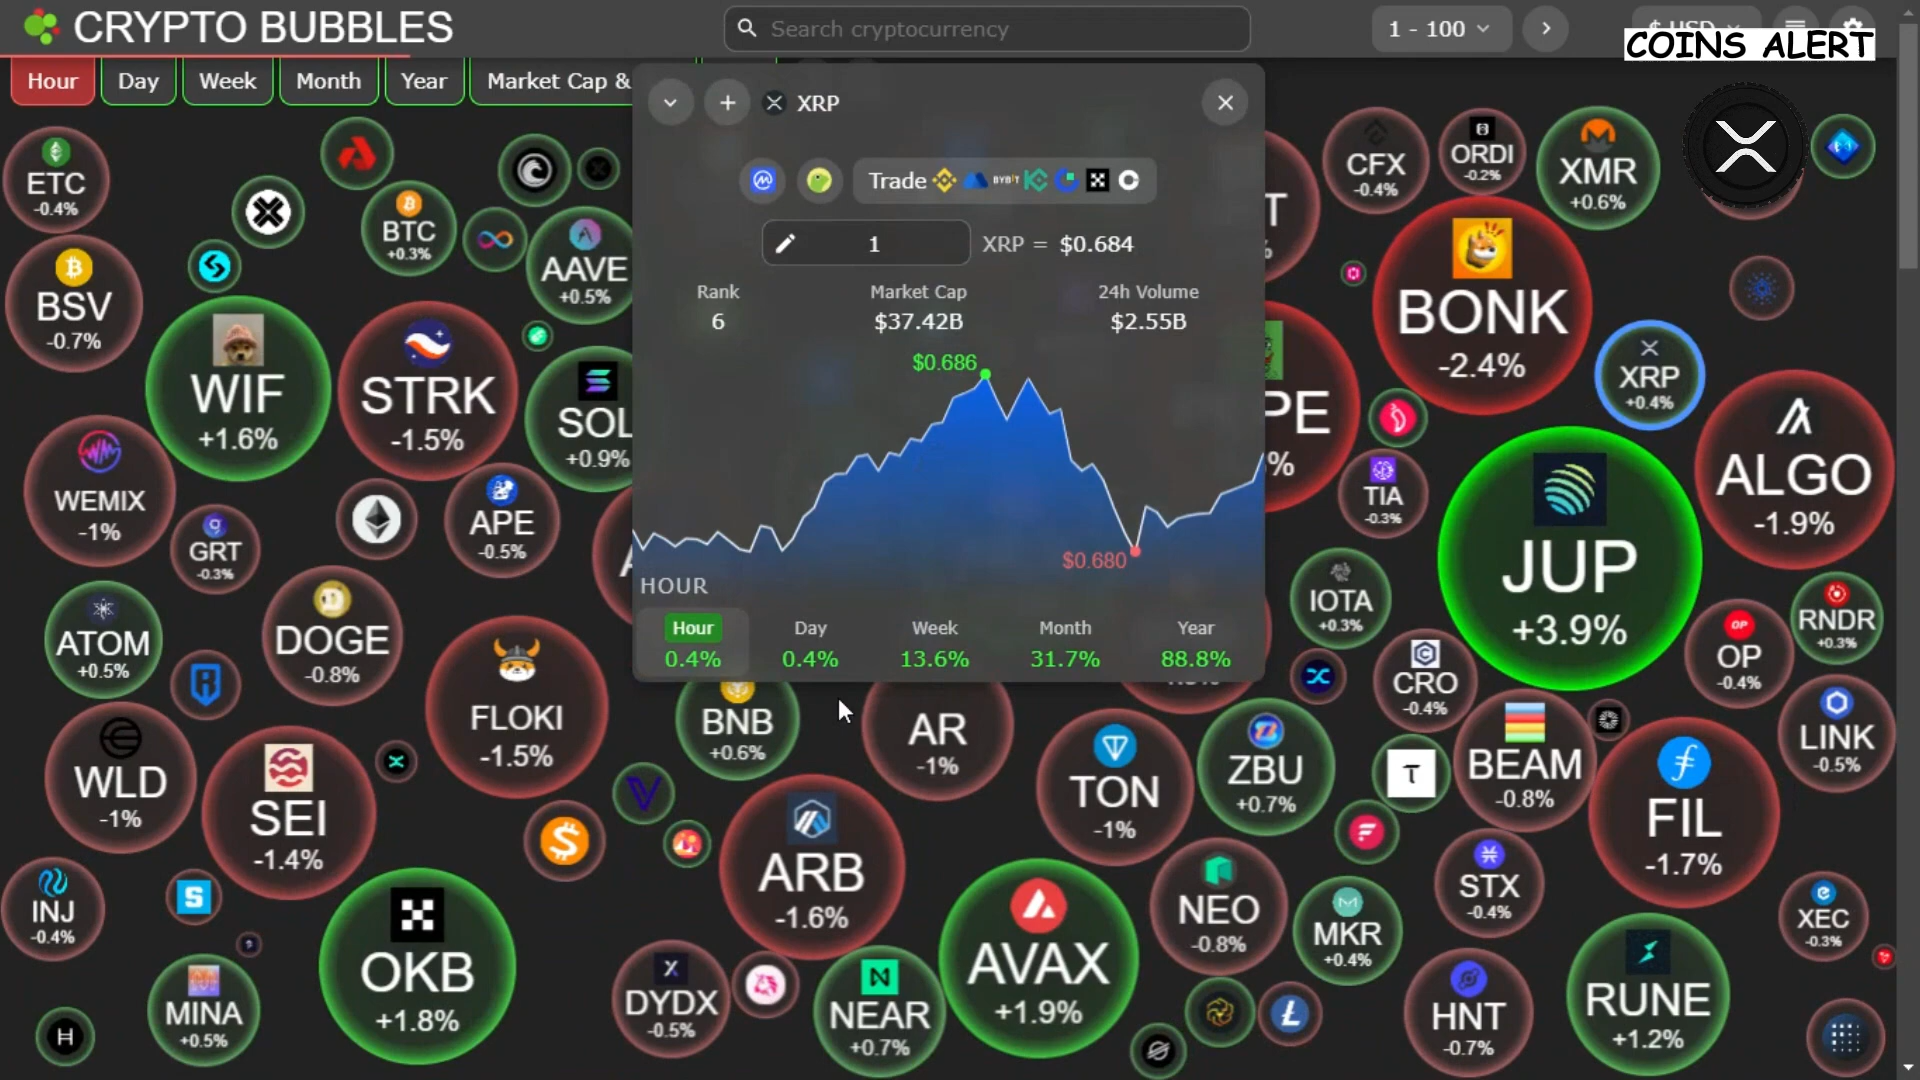 CRYPTO BUBBLES
Search cryptocurrency
1 - 100
$ USD
COINS ALERT
Hour
Day
Week
Month
Year
Market Cap &
XRP
Trade
BYBIT
1
XRP = $0.684
Rank
Market Cap
24h Volume
6
$37.42B
$2.55B
$0.686
$0.680
HOUR
Hour
Day
Week
Month
Year
0.4%
0.4%
13.6%
31.7%
88.8%
ETC
-0.4%
BTC
+0.3%
AAVE
+0.5%
BSV
-0.7%
WIF
+1.6%
STRK
-1.5%
SOL
+0.9%
WEMIX
-1%
GRT
-0.3%
APE
-0.5%
ATOM
+0.5%
DOGE
-0.8%
FLOKI
-1.5%
WLD
-1%
SEI
-1.4%
BNB
+0.6%
AR
-1%
INJ
-0.4%
MINA
+0.5%
OKB
+1.8%
ARB
-1.6%
DYDX
-0.5%
NEAR
+0.7%
AVAX
+1.9%
TON
-1%
ZBU
+0.7%
NEO
-0.8%
MKR
+0.4%
CFX
-0.4%
ORDI
-0.2%
XMR
+0.6%
BONK
-2.4%
XRP
+0.4%
PE
%
TIA
-0.3%
JUP
+3.9%
ALGO
-1.9%
IOTA
+0.3%
CRO
-0.4%
OP
OP
-0.4%
RNDR
+0.3%
LINK
-0.5%
BEAM
-0.8%
FIL
-1.7%
STX
-0.4%
XEC
-0.3%
HNT
-0.7%
RUNE
+1.2%